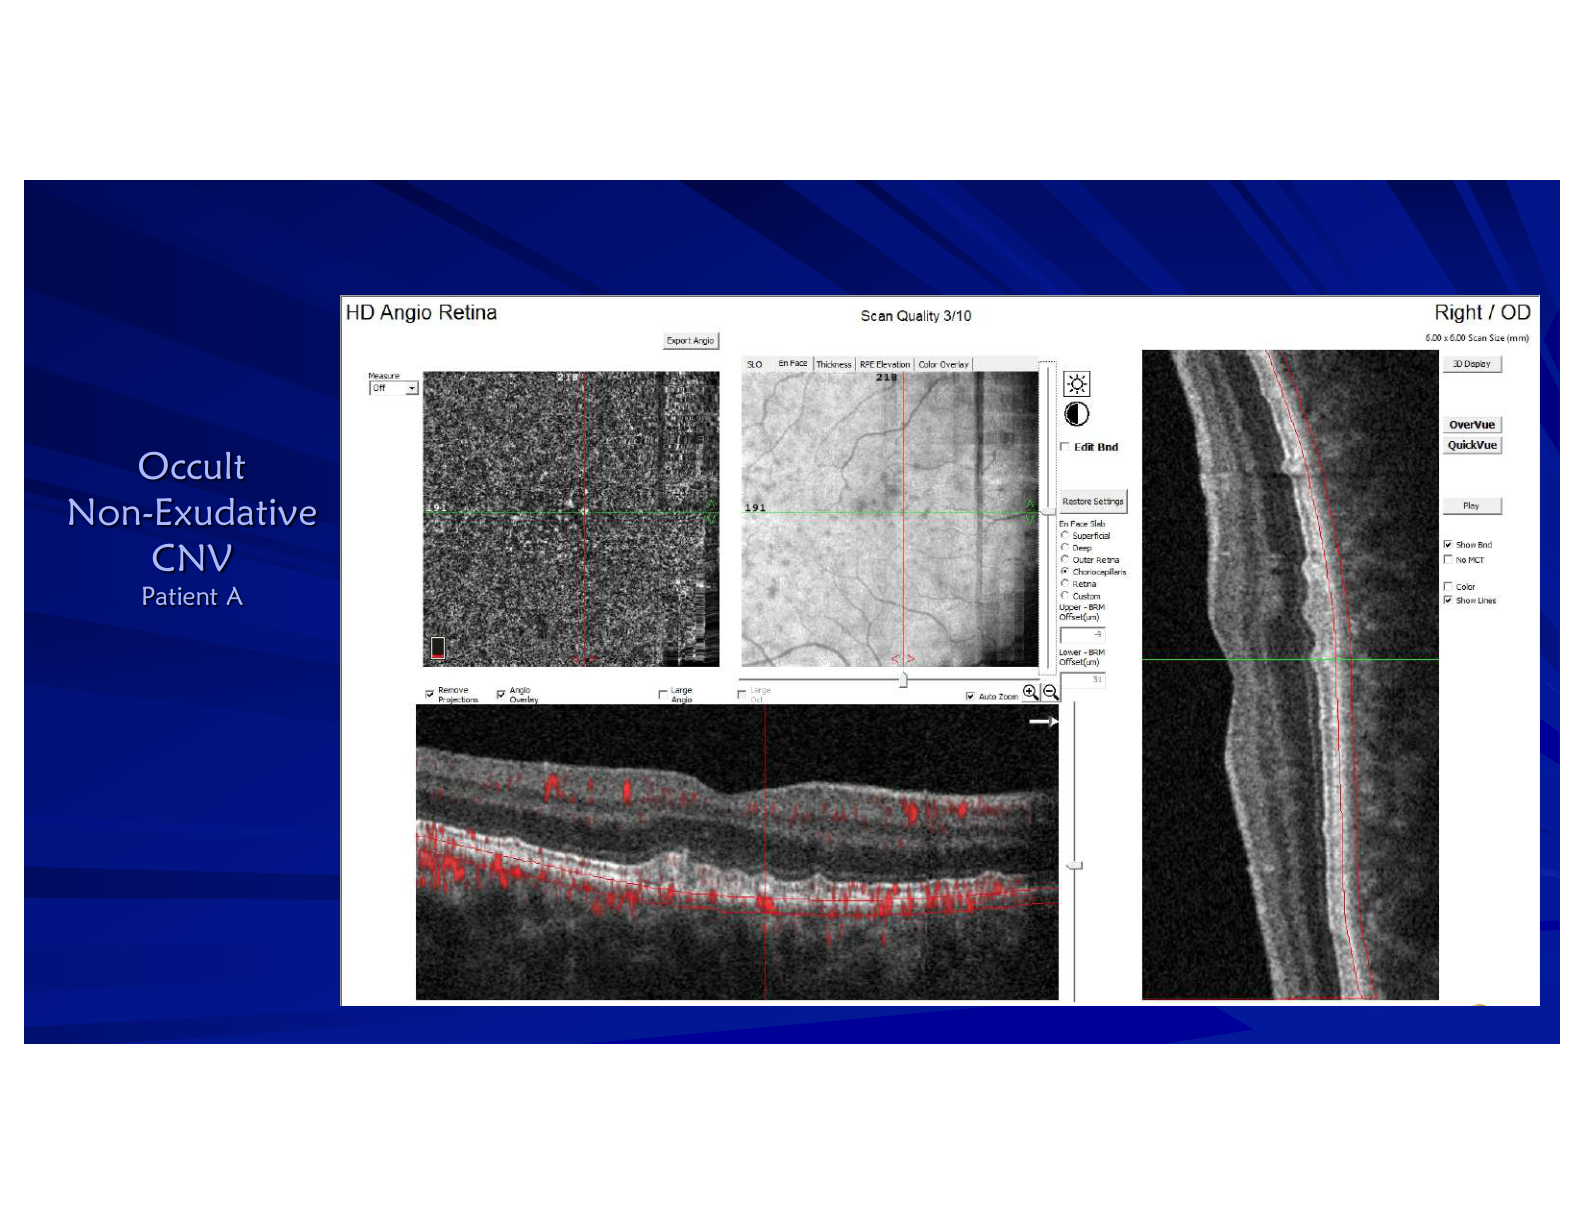 Occult
Non-Exudative
CNV
Patient A
HD Angio Retina
Scan Quality 3/10
Right / OD
6.00 x 6.00 Scan Size (mm)
Export Angio
Measure
Off
218
191
SLO
En Face
Thickness
RPE Elevation
Color Overlay
218
191
Edit Bnd
Restore Settings
En Face Slab
Superficial
Deep
Outer Retina
Choriocapillaris
Retina
Custom
Upper - BRM
Offset(um)
-9
Lower - BRM
Offset(um)
31
3D Display
OverVue
QuickVue
Play
Show Bnd
No MCT
Color
Show Lines
Remove
Projections
Angio
Overlay
Large
Angio
Large
Auto Zoom